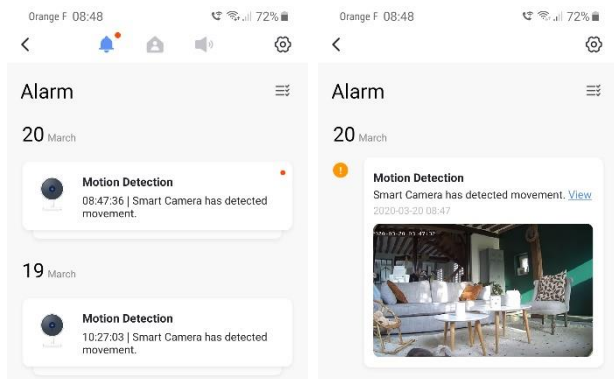 Orange F 08:48
72%
Alarm
20 March
Motion Detection
08:47:36 | Smart Camera has detected
movement.
19 March
Motion Detection
10:27:03 | Smart Camera has detected
movement.
Orange F 08:48
72%
Alarm
20 March
Motion Detection
Smart Camera has detected movement. View
2020-03-20 08:47